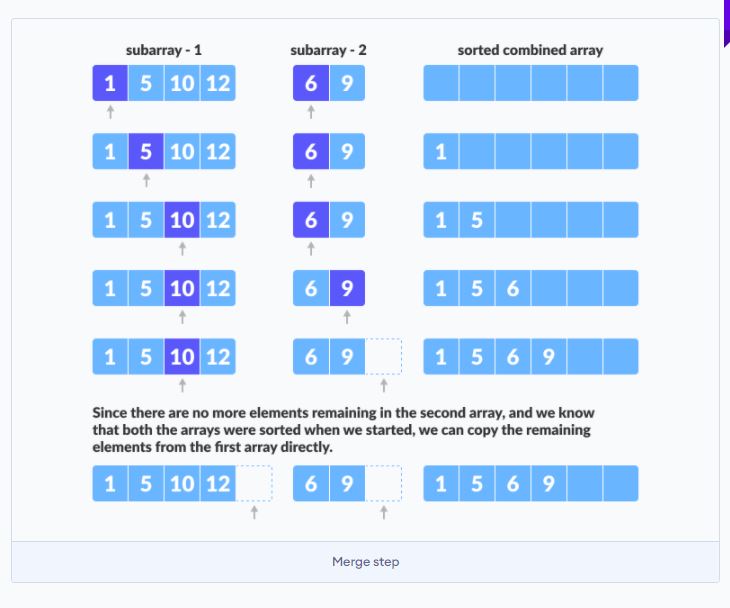 subarray - 1 subarray - 2 sorted combined array
1 5 10 12 6 9
1 5 10 12 6 9 1
1 5 10 12 6 9 1 5
1 5 10 12 6 9 1 5 6
1 5 10 12 6 9 1 5 6 9
Since there are no more elements remaining in the second array, and we know
that both the arrays were sorted when we started, we can copy the remaining
elements from the first array directly.
1 5 10 12 6 9 1 5 6 9
Merge step